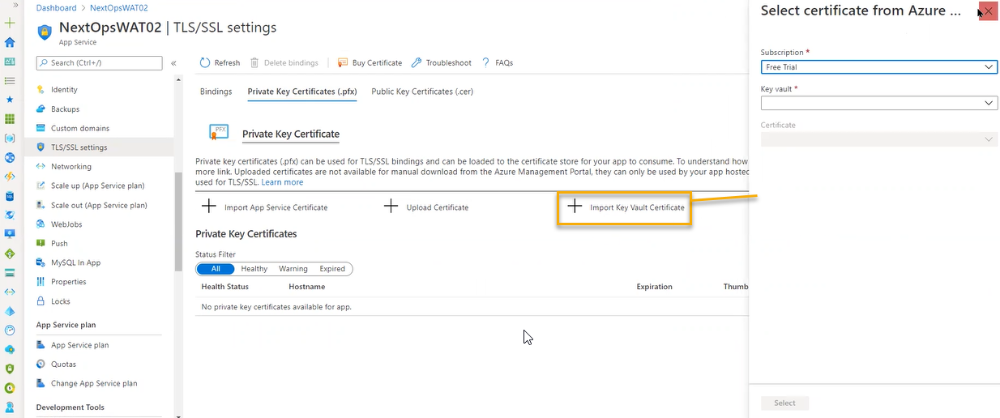 »
Dashboard > NextOpsWAT02
NextOpsWAT02 | TLS/SSL settings
App Service
Search (Ctrl+/)
«
Identity
Backups
Custom domains
TLS/SSL settings
Networking
Scale up (App Service plan)
Scale out (App Service plan)
WebJobs
Push
MySQL In App
Properties
Locks
App Service plan
App Service plan
Quotas
Change App Service plan
Development Tools
Refresh Delete bindings Buy Certificate Troubleshoot ? FAQs
Bindings Private Key Certificates (.pfx) Public Key Certificates (.cer)
PFX
Private Key Certificate
Private key certificates (.pfx) can be used for TLS/SSL bindings and can be loaded to the certificate store for your app to consume. To understand how
more link. Uploaded certificates are not available for manual download from the Azure Management Portal, they can only be used by your app hosted
used for TLS/SSL. Learn more
Import App Service Certificate Upload Certificate Import Key Vault Certificate
Private Key Certificates
Status Filter
All Healthy Warning Expired
Health Status Hostname Expiration Thumb
No private key certificates available for app.
Select certificate from Azure ...
Subscription *
Free Trial
Key vault *
Certificate
Select